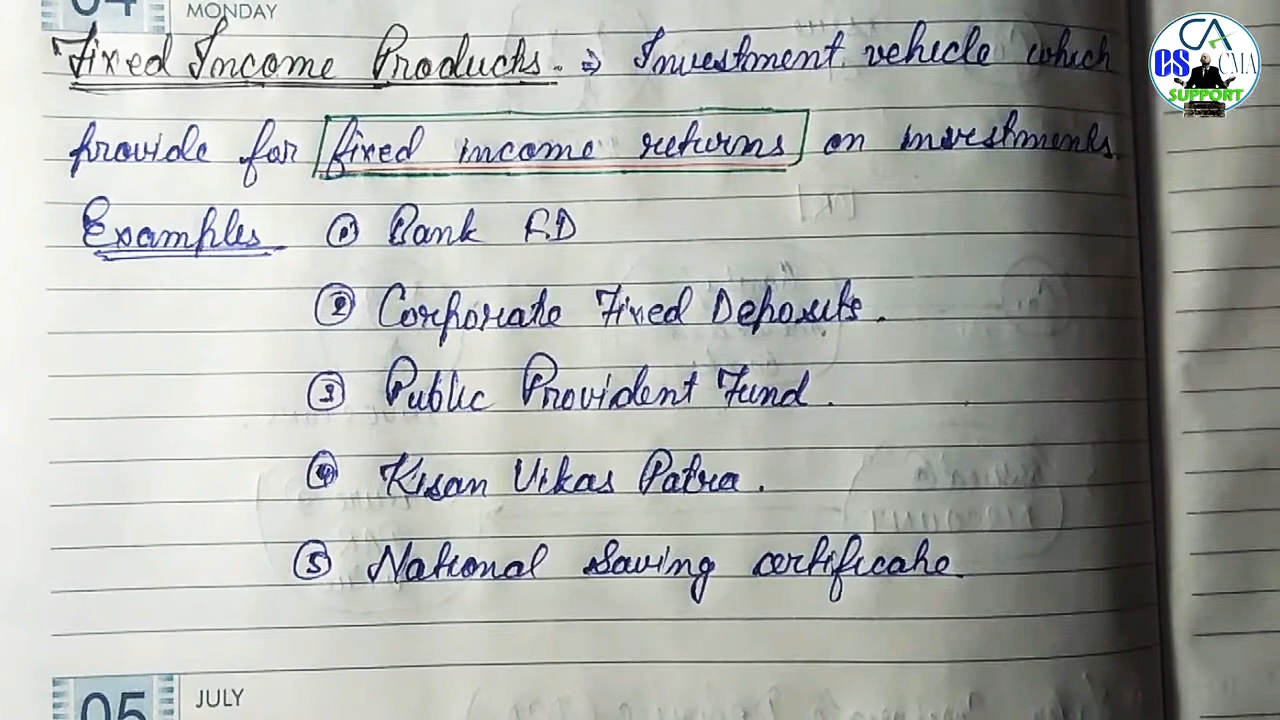 04 MONDAY
Fixed Income Products. ⇒ Investment vehicle which
provide for fixed income returns on investments
Examples ① Bank FD
② Corporate Fixed Deposits.
③ Public Provident Fund.
④ Kisan Vikas Patra.
⑤ National Saving certificate.
05 JULY
CA
CS CMA
SUPPORT